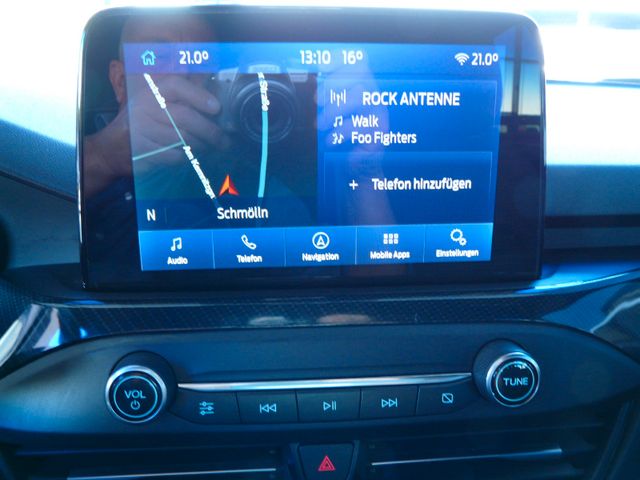 21.0° 13:10 16° 21.0°
ROCK ANTENNE
Walk
Foo Fighters
Telefon hinzufügen
N Schmölln
Audio Telefon Navigation Mobile Apps Einstellungen
VOL
TUNE